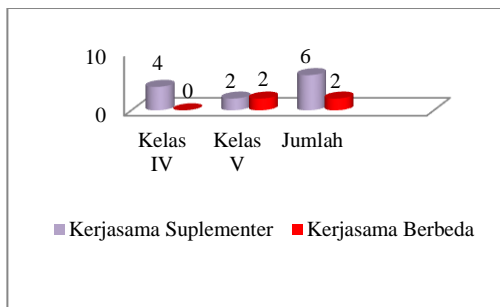 10
0
4
0
2
2
6
2
Kelas
IV
Kelas
V
Jumlah
Kerjasama Suplementer
Kerjasama Berbeda